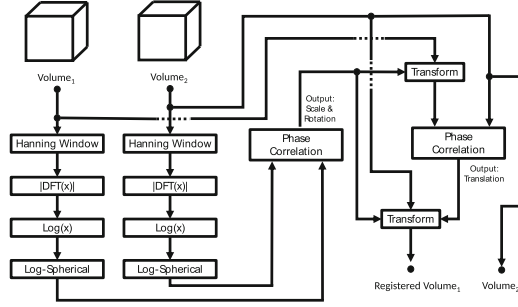 Volume1
Volume2
Hanning Window
Hanning Window
|DFT(x)|
|DFT(x)|
Log(x)
Log(x)
Log-Spherical
Log-Spherical
Output:
Scale &
Rotation
Phase
Correlation
Transform
Phase
Correlation
Output:
Translation
Transform
Registered Volume1
Volume2